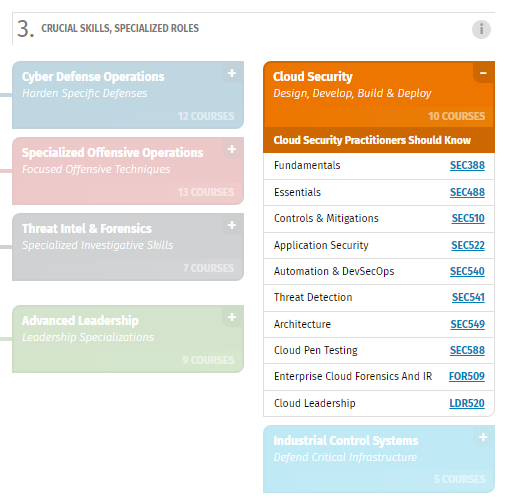 3. CRUCIAL SKILLS, SPECIALIZED ROLES
i
Cyber Defense Operations +
Harden Specific Defenses
12 COURSES
Specialized Offensive Operations +
Focused Offensive Techniques
13 COURSES
Threat Intel & Forensics +
Specialized Investigative Skills
7 COURSES
Advanced Leadership +
Leadership Specializations
9 COURSES
Cloud Security –
Design, Develop, Build & Deploy
10 COURSES
Cloud Security Practitioners Should Know
Fundamentals SEC388
Essentials SEC488
Controls & Mitigations SEC510
Application Security SEC522
Automation & DevSecOps SEC540
Threat Detection SEC541
Architecture SEC549
Cloud Pen Testing SEC588
Enterprise Cloud Forensics And IR FOR509
Cloud Leadership LDR520
Industrial Control Systems +
Defend Critical Infrastructure
5 COURSES